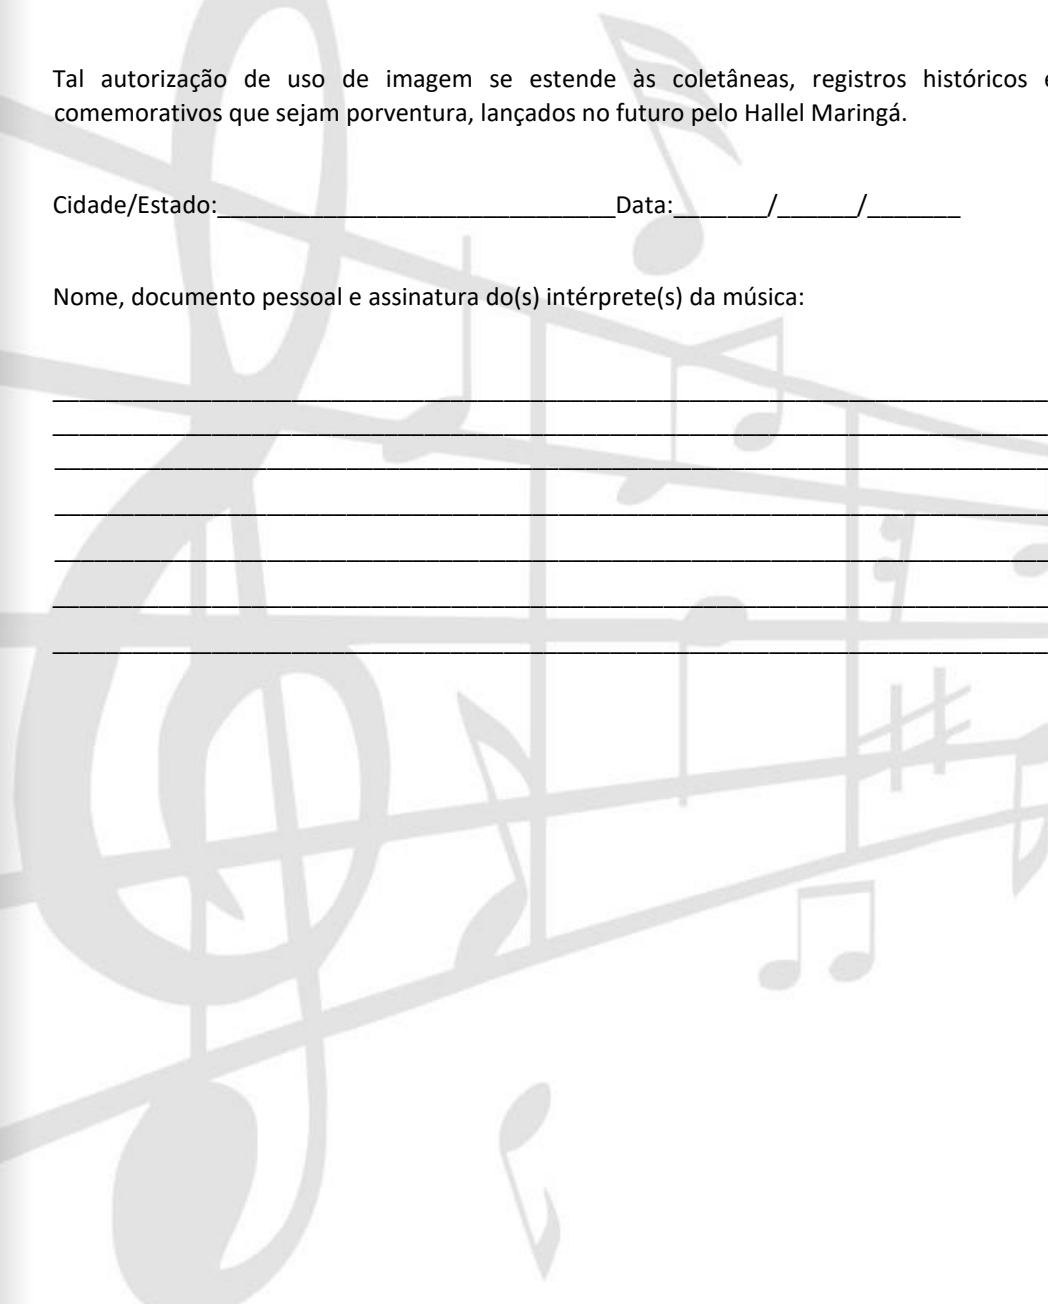 Tal autorização de uso de imagem se estende às coletâneas, registros históricos e
comemorativos que sejam porventura, lançados no futuro pelo Hallel Maringá.
Cidade/Estado:______________________________Data:_______/______/_______
Nome, documento pessoal e assinatura do(s) intérprete(s) da música: